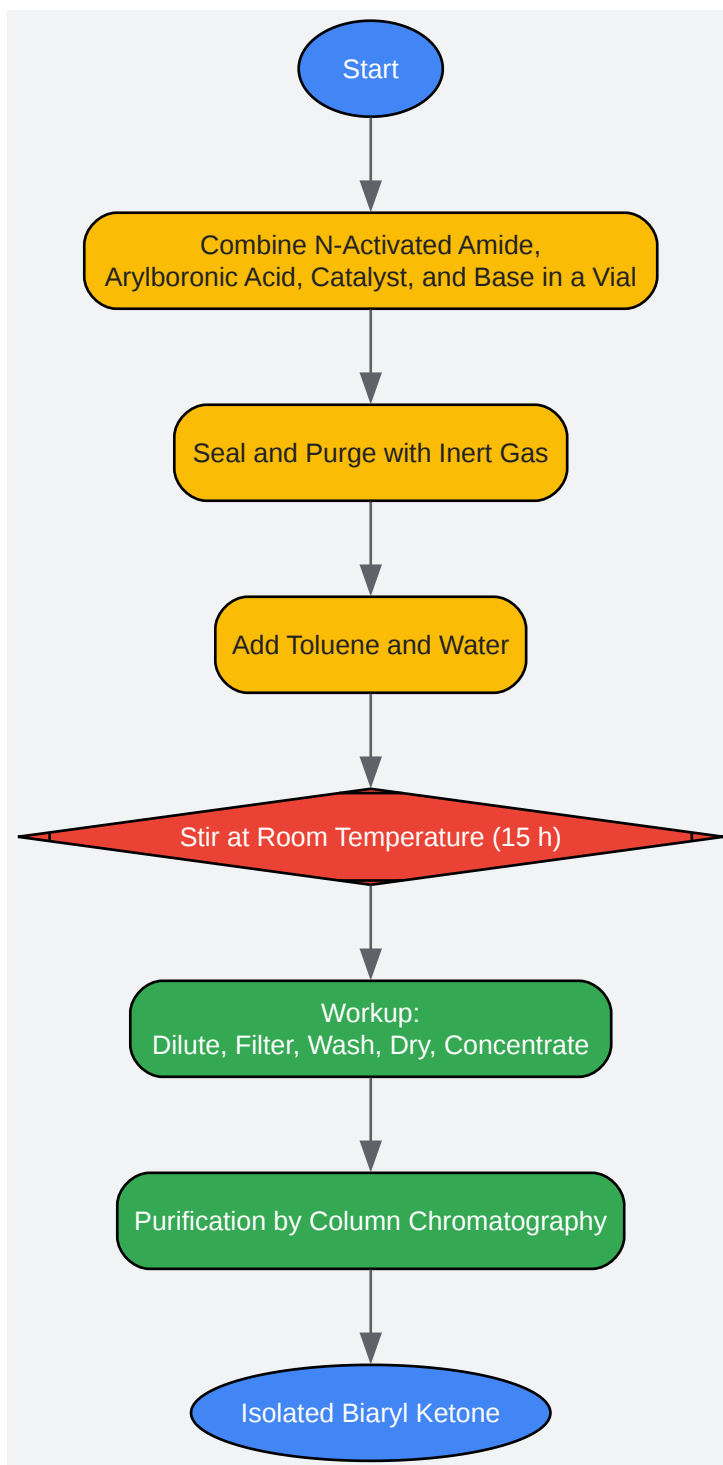 Start
Combine N-Activated Amide,
Arylboronic Acid, Catalyst, and Base in a Vial
Seal and Purge with Inert Gas
Add Toluene and Water
Stir at Room Temperature (15 h)
Workup:
Dilute, Filter, Wash, Dry, Concentrate
Purification by Column Chromatography
Isolated Biaryl Ketone